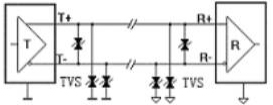 T+ R+
T R
T- R-
TVS TVS